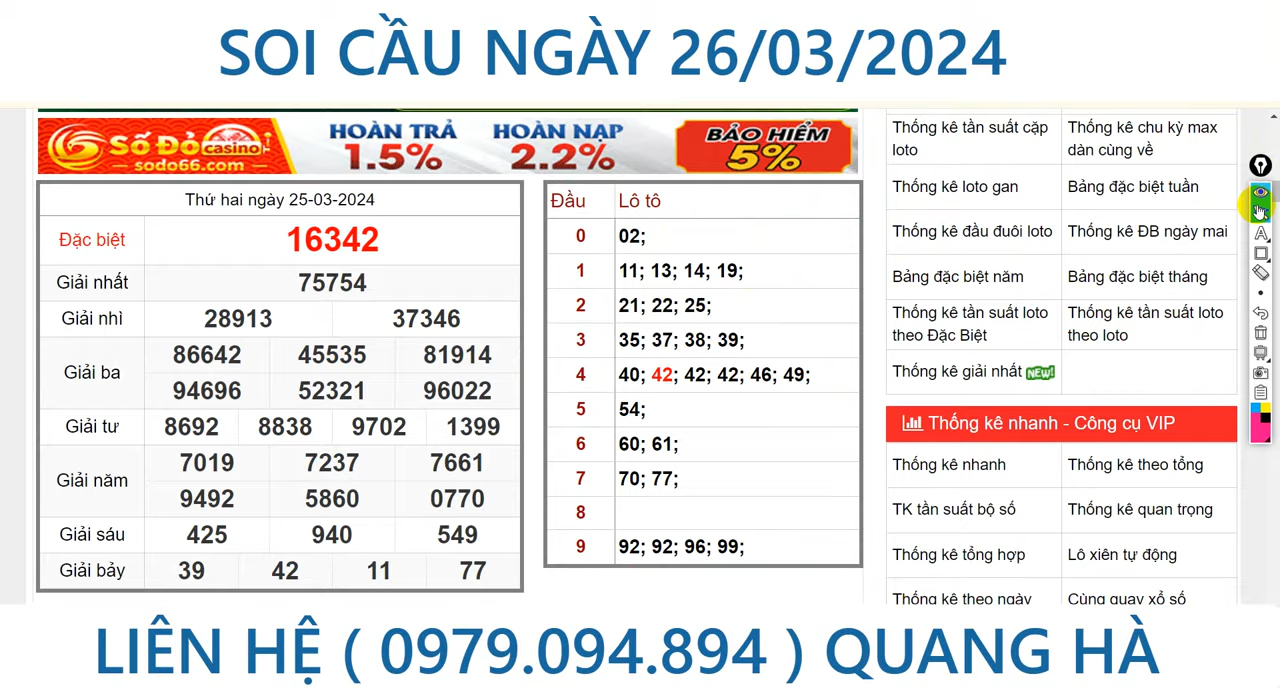 SOI CẦU NGÀY 26/03/2024
Số Đỏ casino
sodo66.com
HOÀN TRẢ 1.5%
HOÀN NẠP 2.2%
BẢO HIỂM 5%
Thứ hai ngày 25-03-2024
Đặc biệt 16342
Giải nhất 75754
Giải nhì 28913 37346
Giải ba 86642 45535 81914
94696 52321 96022
Giải tư 8692 8838 9702 1399
Giải năm 7019 7237 7661
9492 5860 0770
Giải sáu 425 940 549
Giải bảy 39 42 11 77
Đầu Lô tô
0 02;
1 11; 13; 14; 19;
2 21; 22; 25;
3 35; 37; 38; 39;
4 40; 42; 42; 42; 46; 49;
5 54;
6 60; 61;
7 70; 77;
8
9 92; 92; 96; 99;
Thống kê tần suất cặp loto Thống kê chu kỳ max dàn cùng về
Thống kê loto gan Bảng đặc biệt tuần
Thống kê đầu đuôi loto Thống kê ĐB ngày mai
Bảng đặc biệt năm Bảng đặc biệt tháng
Thống kê tần suất loto theo Đặc Biệt Thống kê tần suất loto theo loto
Thống kê giải nhất NEW!
Thống kê nhanh - Công cụ VIP
Thống kê nhanh Thống kê theo tổng
TK tần suất bộ số Thống kê quan trọng
Thống kê tổng hợp Lô xiên tự động
Thống kê theo ngày Cùng quay xổ số
A
LIÊN HỆ ( 0979.094.894 ) QUANG HÀ